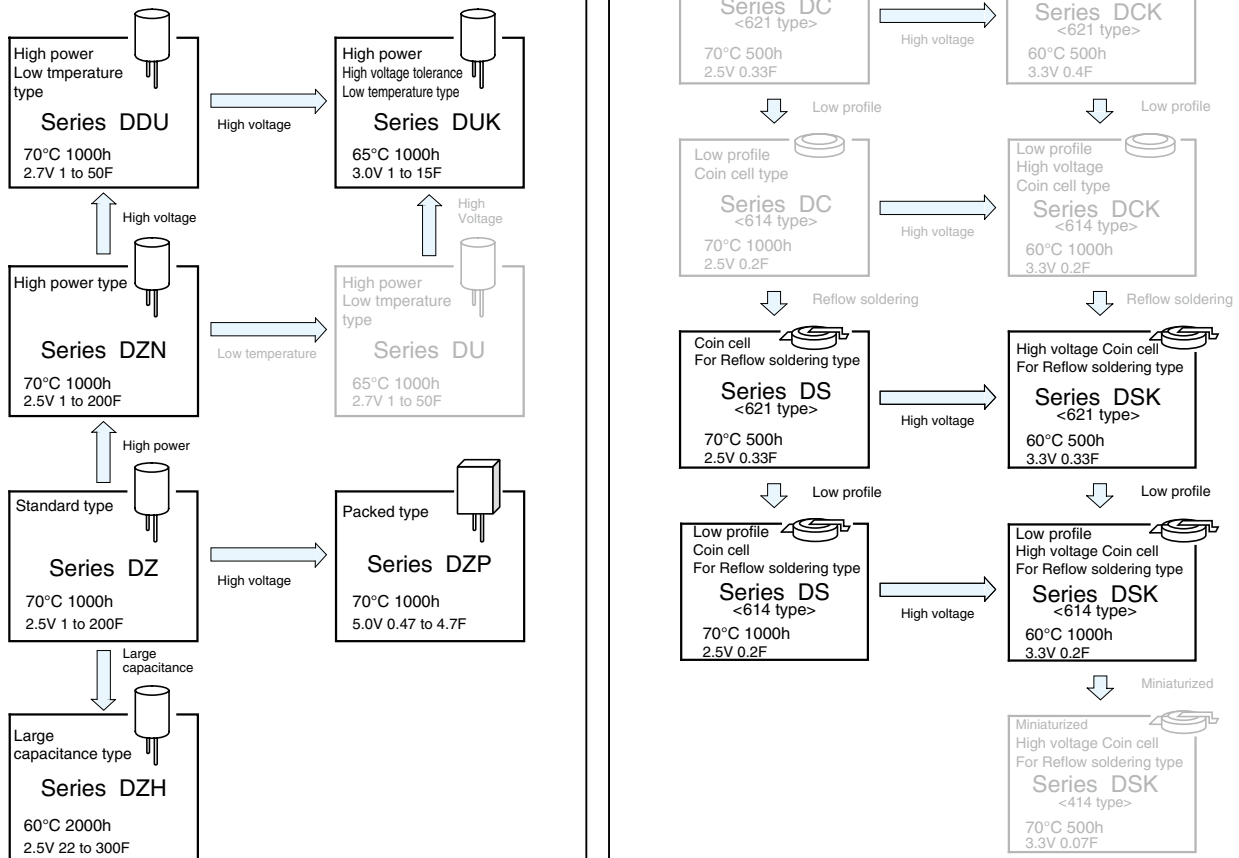 High power
Low tmperature
type
Series DDU
70°C 1000h
2.7V 1 to 50F
High voltage
High power
High voltage tolerance
Low temperature type
Series DUK
65°C 1000h
3.0V 1 to 15F
High voltage
High
Voltage
High power type
Series DZN
70°C 1000h
2.5V 1 to 200F
Low temperature
High power
Low tmperature
type
Series DU
65°C 1000h
2.7V 1 to 50F
High power
Standard type
Series DZ
70°C 1000h
2.5V 1 to 200F
High voltage
Packed type
Series DZP
70°C 1000h
5.0V 0.47 to 4.7F
Large
capacitance
Large
capacitance type
Series DZH
60°C 2000h
2.5V 22 to 300F
Series DC
<621 type>
70°C 500h
2.5V 0.33F
High voltage
Series DCK
<621 type>
60°C 500h
3.3V 0.4F
Low profile
Low profile
Low profile
Coin cell type
Series DC
<614 type>
70°C 1000h
2.5V 0.2F
High voltage
Low profile
High voltage
Coin cell type
Series DCK
<614 type>
60°C 1000h
3.3V 0.2F
Reflow soldering
Reflow soldering
Coin cell
For Reflow soldering type
Series DS
<621 type>
70°C 500h
2.5V 0.33F
High voltage
High voltage Coin cell
For Reflow soldering type
Series DSK
<621 type>
60°C 500h
3.3V 0.33F
Low profile
Low profile
Low profile
Coin cell
For Reflow soldering type
Series DS
<614 type>
70°C 1000h
2.5V 0.2F
High voltage
Low profile
High voltage Coin cell
For Reflow soldering type
Series DSK
<614 type>
60°C 1000h
3.3V 0.2F
Miniaturized
Miniaturized
High voltage Coin cell
For Reflow soldering type
Series DSK
<414 type>
70°C 500h
3.3V 0.07F